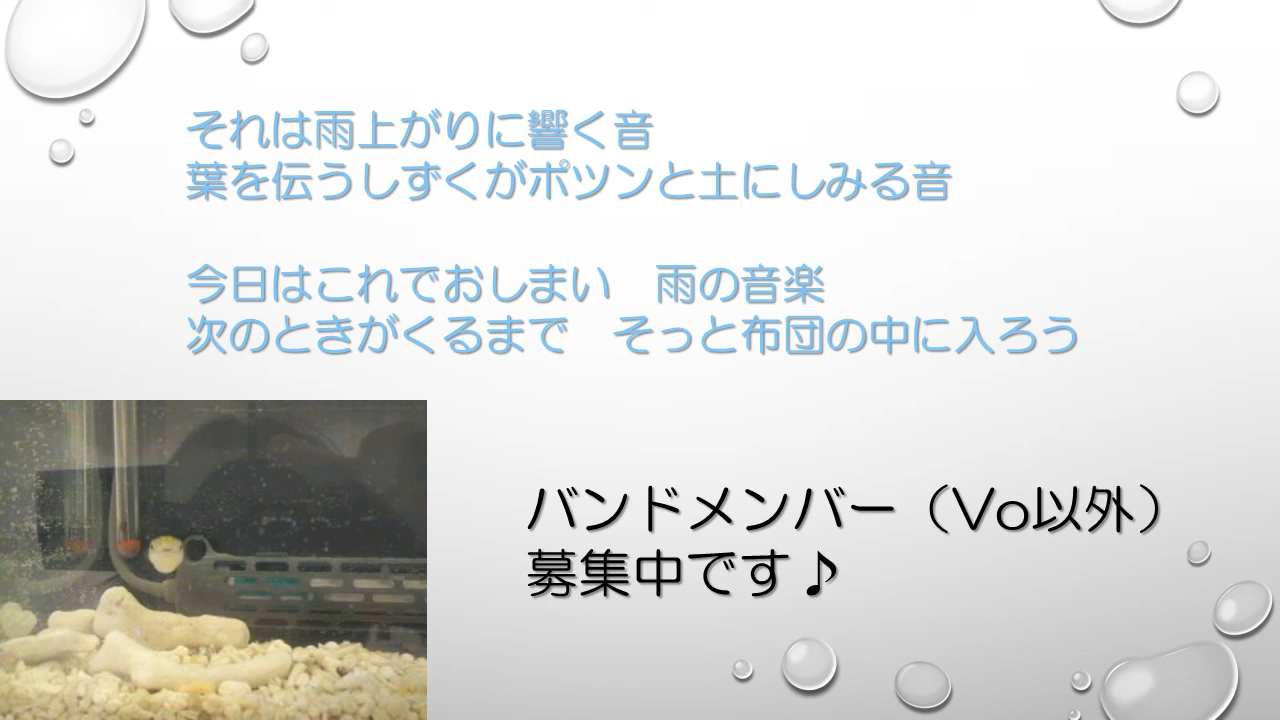 それは雨上がりに響く音
葉を伝うしずくがポツンと土にしみる音
今日はこれでおしまい　雨の音楽
次のときがくるまで　そっと布団の中に入ろう
バンドメンバー（Vo以外）
募集中です♪